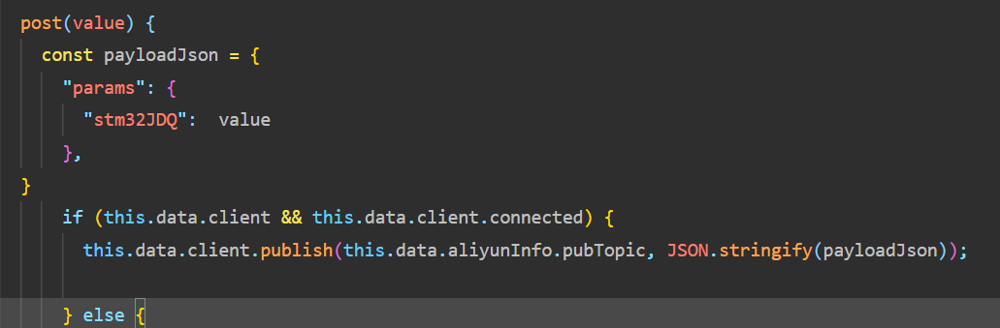 post(value) {
const payloadJson = {
"params": {
"stm32JDQ":  value
},
}
if (this.data.client && this.data.client.connected) {
this.data.client.publish(this.data.aliyunInfo.pubTopic, JSON.stringify(payloadJson));
} else {